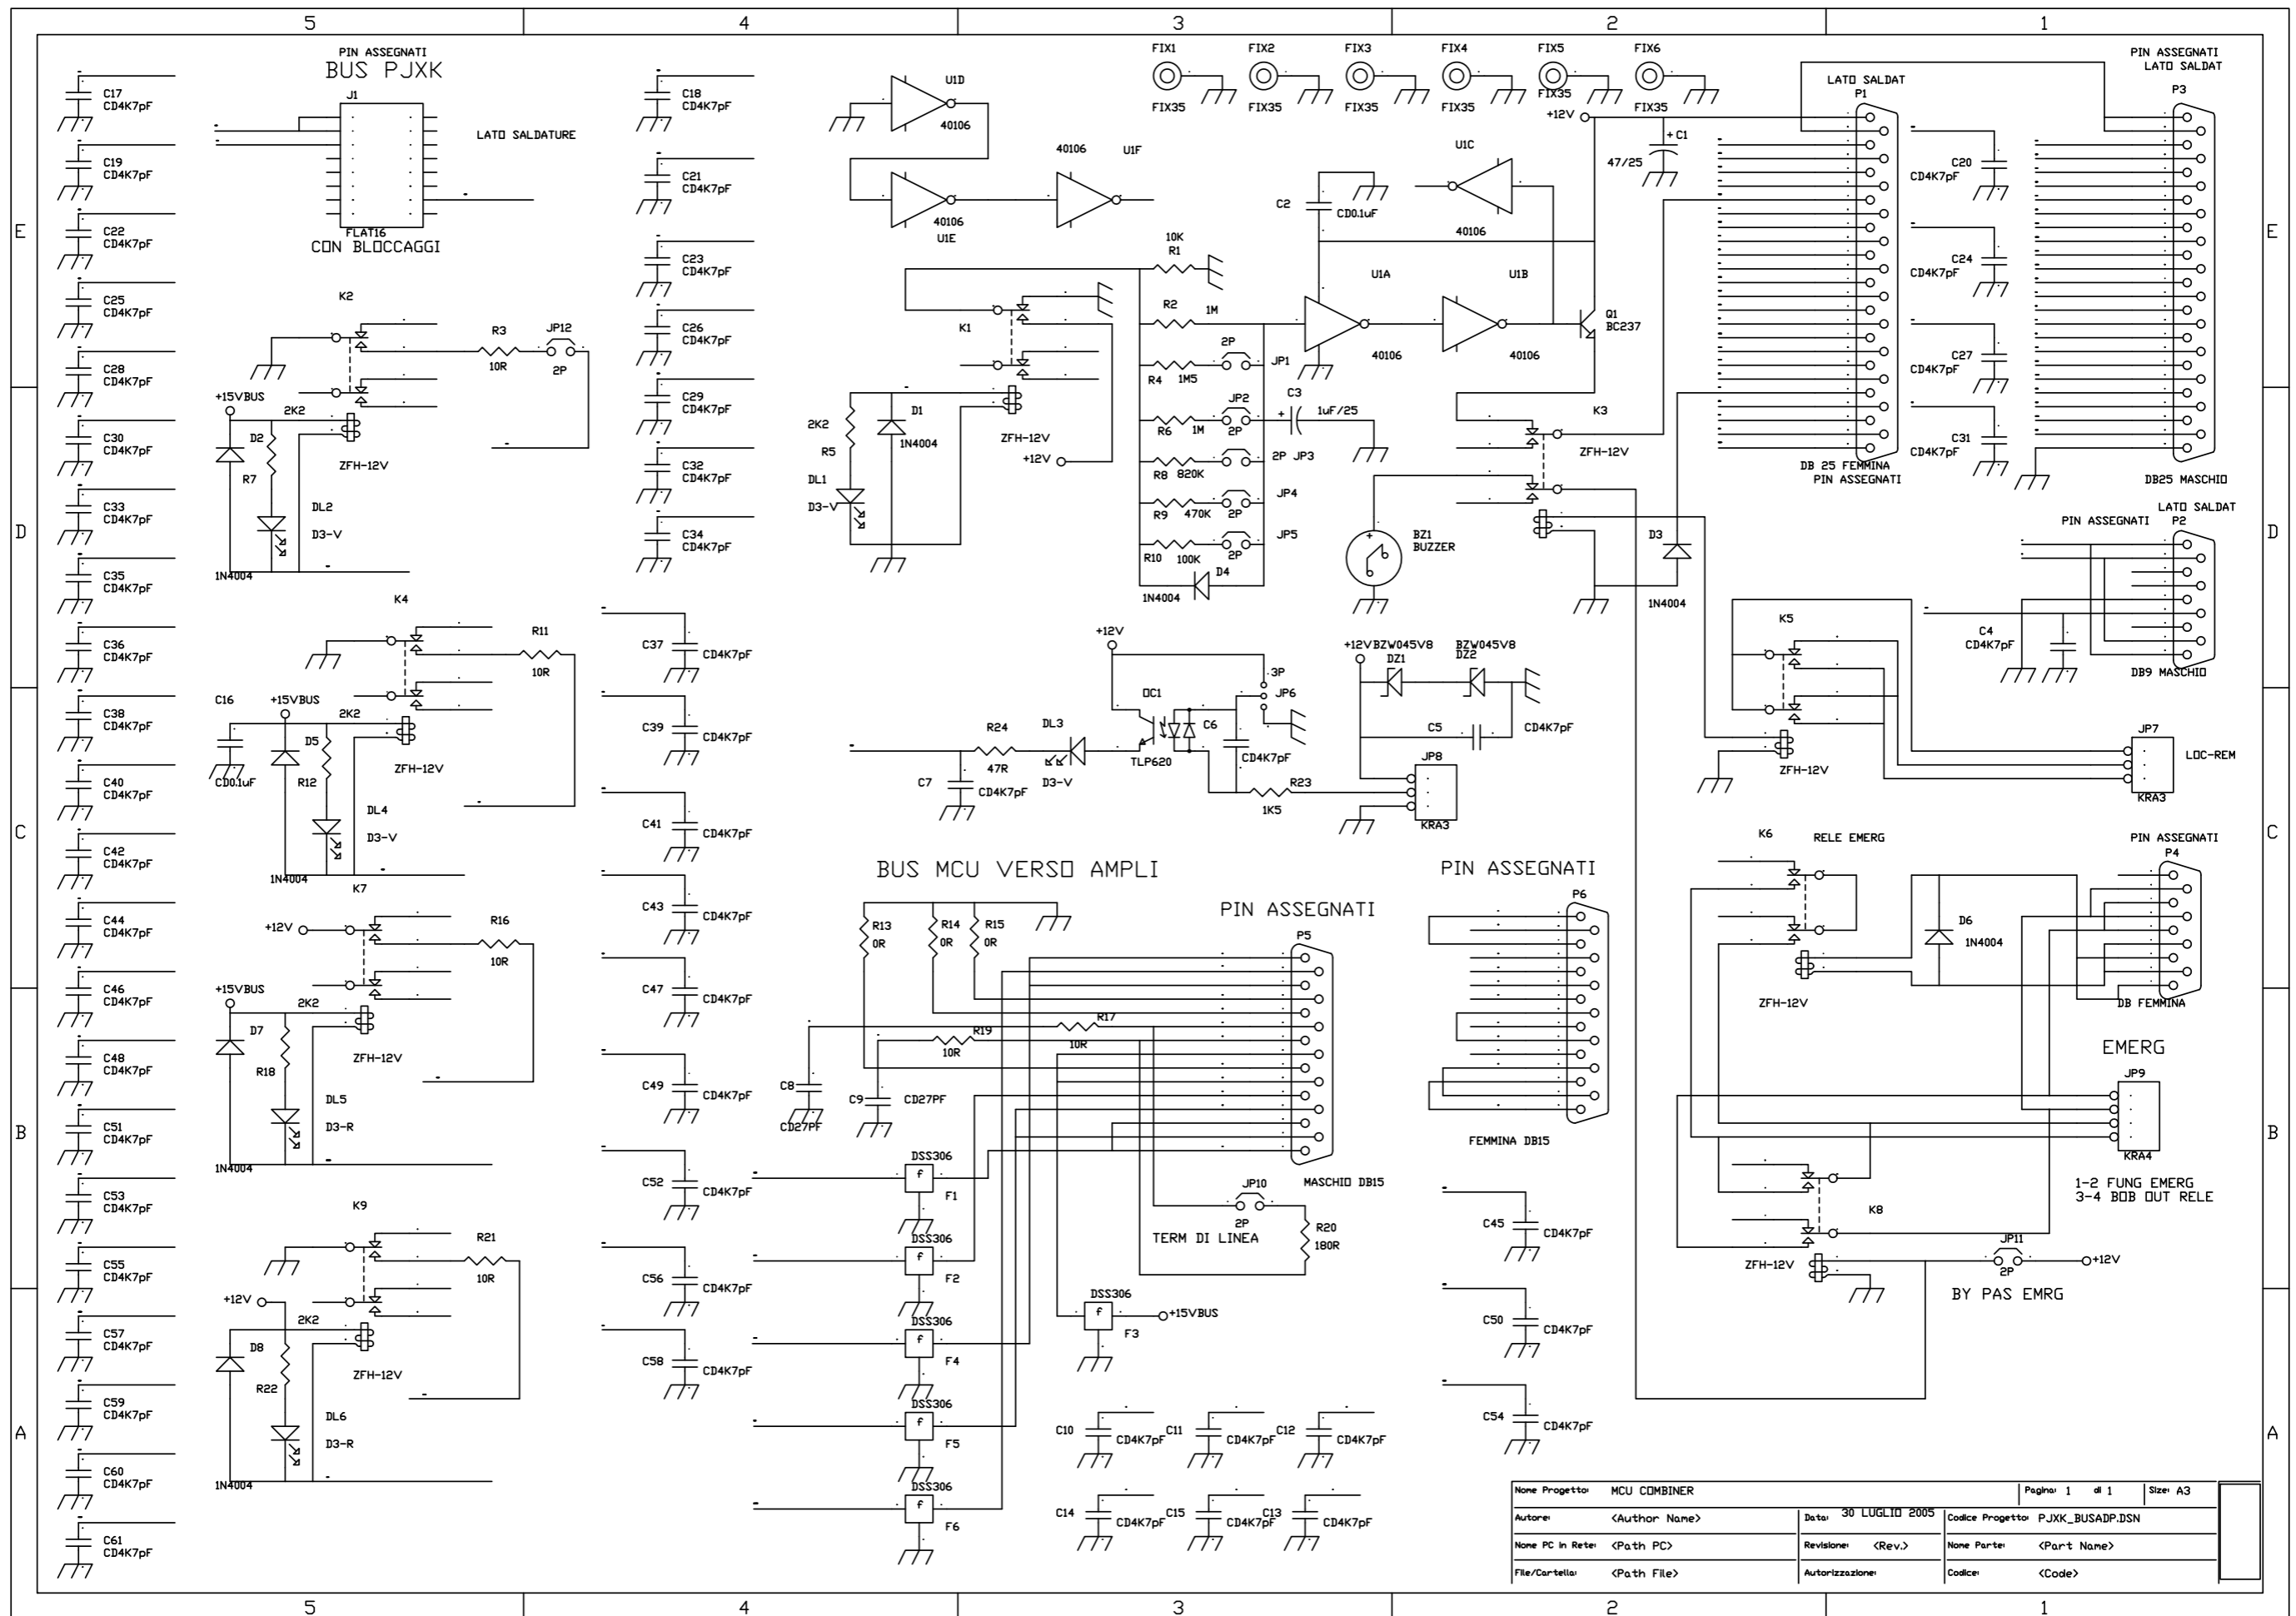 5 4 3 2 1
PIN ASSEGNATI
BUS PJXK
J1
LATO SALDATURE
FLAT16
CON BLOCCAGGI
C17
CD4K7pF
C19
CD4K7pF
C22
CD4K7pF
C25
CD4K7pF
C28
CD4K7pF
C30
CD4K7pF
C33
CD4K7pF
C35
CD4K7pF
C36
CD4K7pF
C38
CD4K7pF
C40
CD4K7pF
C42
CD4K7pF
C44
CD4K7pF
C46
CD4K7pF
C48
CD4K7pF
C51
CD4K7pF
C53
CD4K7pF
C55
CD4K7pF
C57
CD4K7pF
C59
CD4K7pF
C60
CD4K7pF
C61
CD4K7pF
K2
R3
10R
JP12
2P
+15VBUS
2K2
D2
R7
ZFH-12V
DL2
D3-V
1N4004
K4
R11
10R
C16
+15VBUS
2K2
D5
R12
CD0.1uF
ZFH-12V
DL4
D3-V
1N4004
K7
+12V
R16
10R
+15VBUS
2K2
D7
R18
ZFH-12V
DL5
D3-R
1N4004
K9
R21
10R
+12V
2K2
D8
R22
ZFH-12V
DL6
D3-R
1N4004
C18
CD4K7pF
C21
CD4K7pF
C23
CD4K7pF
C26
CD4K7pF
C29
CD4K7pF
C32
CD4K7pF
C34
CD4K7pF
C37
CD4K7pF
C39
CD4K7pF
C41
CD4K7pF
C43
CD4K7pF
C47
CD4K7pF
C49
CD4K7pF
C52
CD4K7pF
C56
CD4K7pF
C58
CD4K7pF
U1D
40106
40106
U1E
40106 U1F
FIX1 FIX2 FIX3 FIX4 FIX5 FIX6
FIX35 FIX35 FIX35 FIX35 FIX35 FIX35
+12V
+ C1
47/25
U1C
40106
C2
CD0.1uF
10K
R1
U1A
40106
U1B
40106
Q1
BC237
R2 1M
K1
2P
JP1
R4 1M5
JP2
R6 1M 2P
C3
+ 1uF/25
R8 820K 2P JP3
R9 470K 2P JP4
R10 100K 2P JP5
D4
1N4004
2K2
R5
D1
1N4004
ZFH-12V
+12V
DL1
D3-V
K3
ZFH-12V
+
BZ1
BUZZER
D3
1N4004
LATO SALDAT
P1
DB 25 FEMMINA
PIN ASSEGNATI
C20
CD4K7pF
C24
CD4K7pF
C27
CD4K7pF
C31
CD4K7pF
PIN ASSEGNATI
LATO SALDAT
P3
DB25 MASCHIO
LATO SALDAT
PIN ASSEGNATI P2
DB9 MASCHIO
C4
CD4K7pF
K5
ZFH-12V
JP7
LOC-REM
KRA3
+12V
OC1
TLP620
3P
JP6
C6
CD4K7pF
R24
47R
DL3
D3-V
C7
CD4K7pF
R23
1K5
+12V BZW045V8 BZW045V8
DZ1 DZ2
C5
CD4K7pF
JP8
KRA3
K6 RELE EMERG
ZFH-12V
D6
1N4004
PIN ASSEGNATI
P4
DB FEMMINA
EMERG
JP9
KRA4
1-2 FUNG EMERG
3-4 BOB OUT RELE
K8
ZFH-12V
JP11
2P
+12V
BY PAS EMRG
BUS MCU VERSO AMPLI
PIN ASSEGNATI
P5
R13
0R
R14
0R
R15
0R
R17
10R
R19
10R
C8
CD27PF
C9
CD27PF
MASCHIO DB15
JP10
2P
TERM DI LINEA
R20
180R
PIN ASSEGNATI
P6
FEMMINA DB15
DSS306
f
F1
DSS306
f
F2
DSS306
f
F3
+15VBUS
DSS306
f
F4
DSS306
f
F5
DSS306
f
F6
C45
CD4K7pF
C50
CD4K7pF
C54
CD4K7pF
C10
CD4K7pF
C11
CD4K7pF
C12
CD4K7pF
C14
CD4K7pF
C15
CD4K7pF
C13
CD4K7pF
E E
D D
C C
B B
A A
Nome Progetto: MCU COMBINER Pagina: 1 di 1 Size: A3
Autore: <Author Name> Data: 30 LUGLIO 2005 Codice Progetto: PJXK_BUSADP.DSN
Nome PC in Rete: <Path PC> Revisione: <Rev.> Nome Parte: <Part Name>
File/Cartella: <Path File> Autorizzazione: Codice: <Code>
5 4 3 2 1